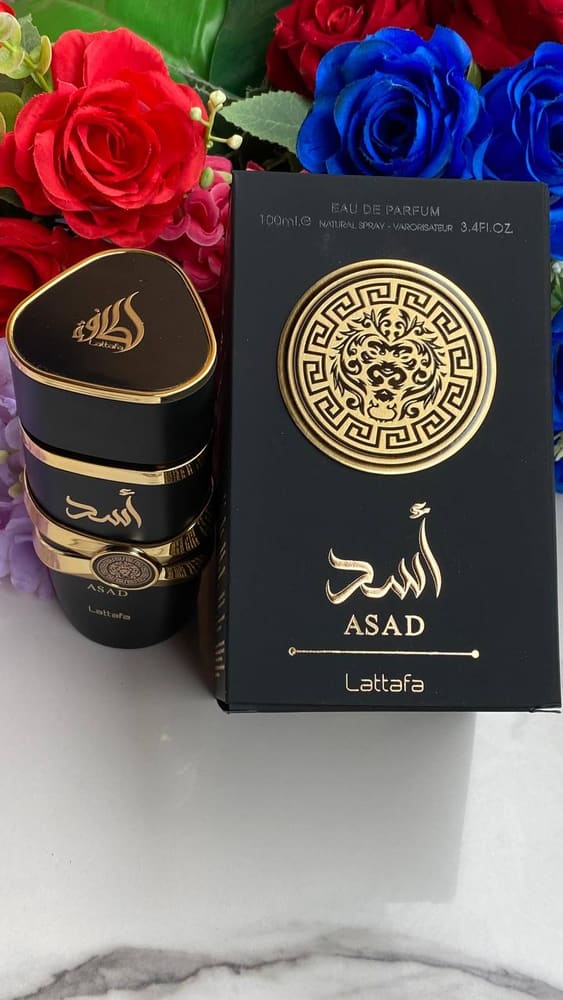 EAU DE PARFUM
100ml.℮ NATURAL SPRAY - VAPORISATEUR 3.4Fl.OZ
أسد
ASAD
Lattafa
لطافة
Lattafa
أسد
ASAD
Lattafa